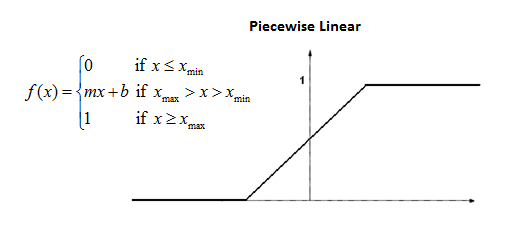 Piecewise Linear
0 if x ≤ x_min
f(x) = { mx + b if x_max > x > x_min
1 if x ≥ x_max
1